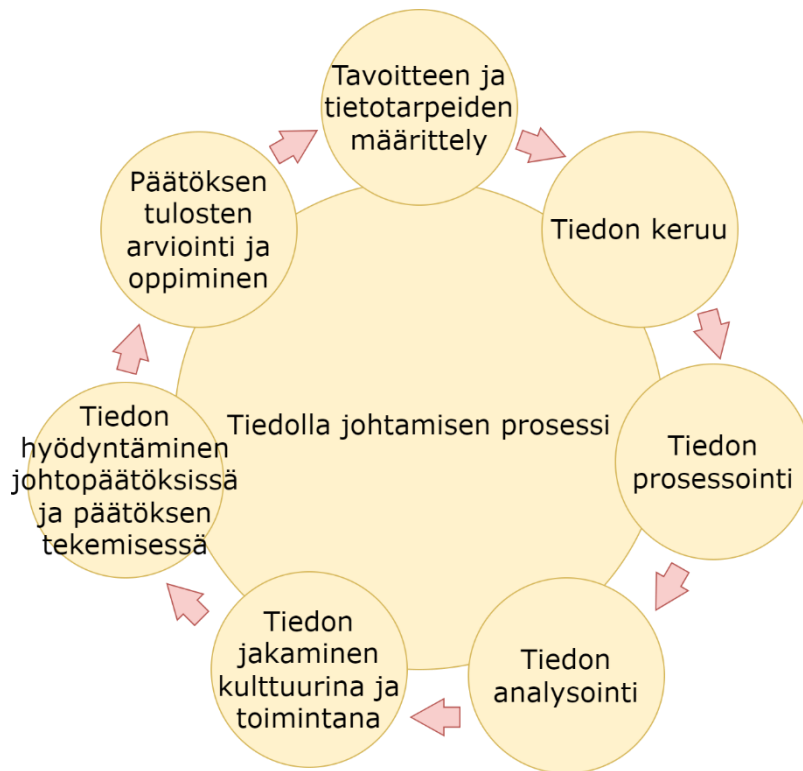 Tavoitteen ja
tietotarpeiden
määrittely
Tiedon keruu
Tiedon
prosessointi
Tiedon
analysointi
Tiedon
jakaminen
kulttuurina ja
toimintana
Tiedon
hyödyntäminen
johtopäätöksissä
ja päätöksen
tekemisessä
Päätöksen
tulosten
arviointi ja
oppiminen
Tiedolla johtamisen prosessi